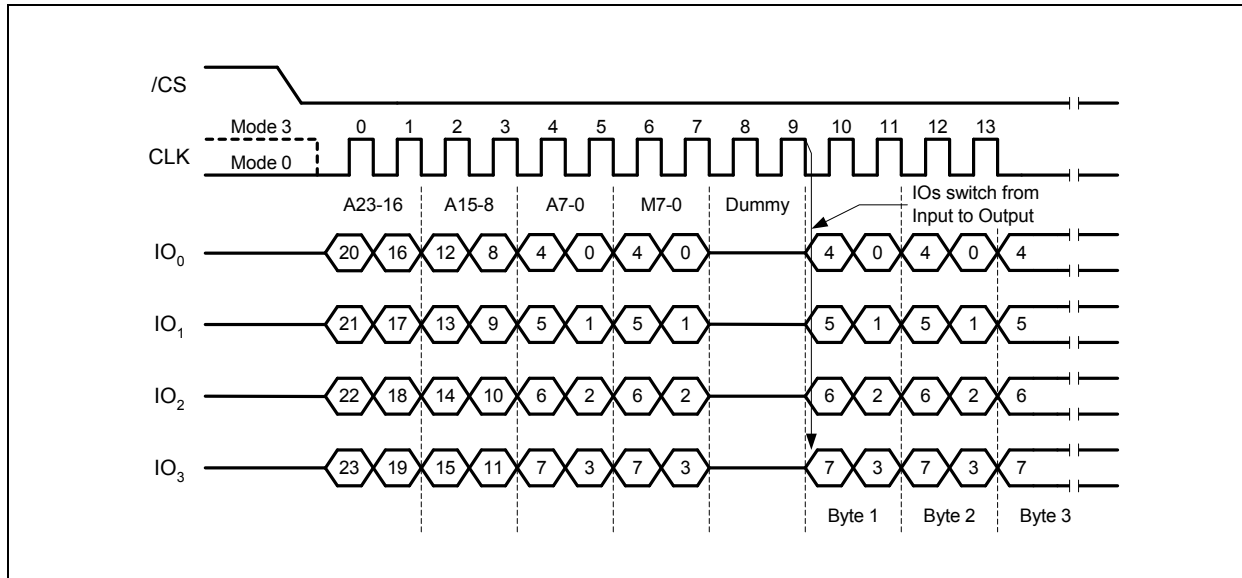 /CS
Mode 3 0 1 2 3 4 5 6 7 8 9 10 11 12 13
CLK
Mode 0
A23-16 A15-8 A7-0 M7-0 Dummy
IOs switch from
Input to Output
IO0 20 16 12 8 4 0 4 0 4 0 4 0 4
IO1 21 17 13 9 5 1 5 1 5 1 5 1 5
IO2 22 18 14 10 6 2 6 2 6 2 6 2 6
IO3 23 19 15 11 7 3 7 3 7 3 7 3 7
Byte 1 Byte 2 Byte 3